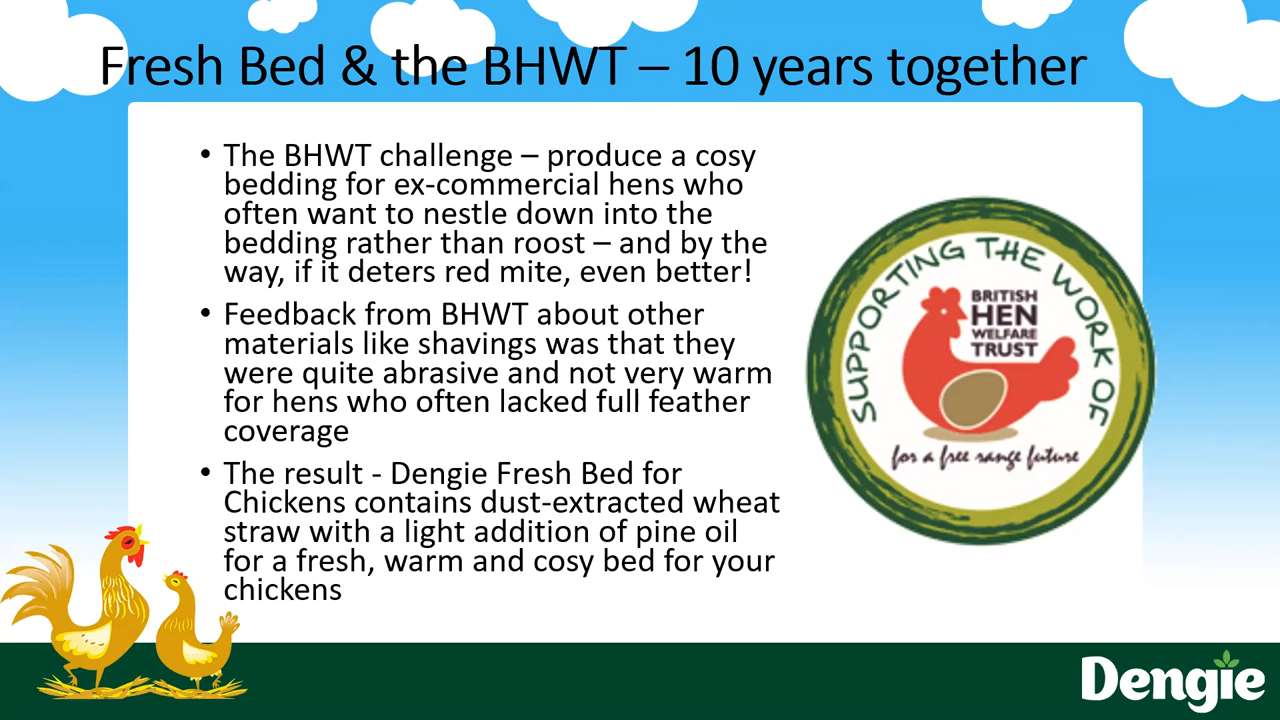 Fresh Bed & the BHWT – 10 years together
• The BHWT challenge – produce a cosy
bedding for ex-commercial hens who
often want to nestle down into the
bedding rather than roost – and by the
way, if it deters red mite, even better!
• Feedback from BHWT about other
materials like shavings was that they
were quite abrasive and not very warm
for hens who often lacked full feather
coverage
• The result - Dengie Fresh Bed for
Chickens contains dust-extracted wheat
straw with a light addition of pine oil
for a fresh, warm and cosy bed for your
chickens
SUPPORTING THE WORK OF
BRITISH
HEN
WELFARE
TRUST
for a free range future
Dengie